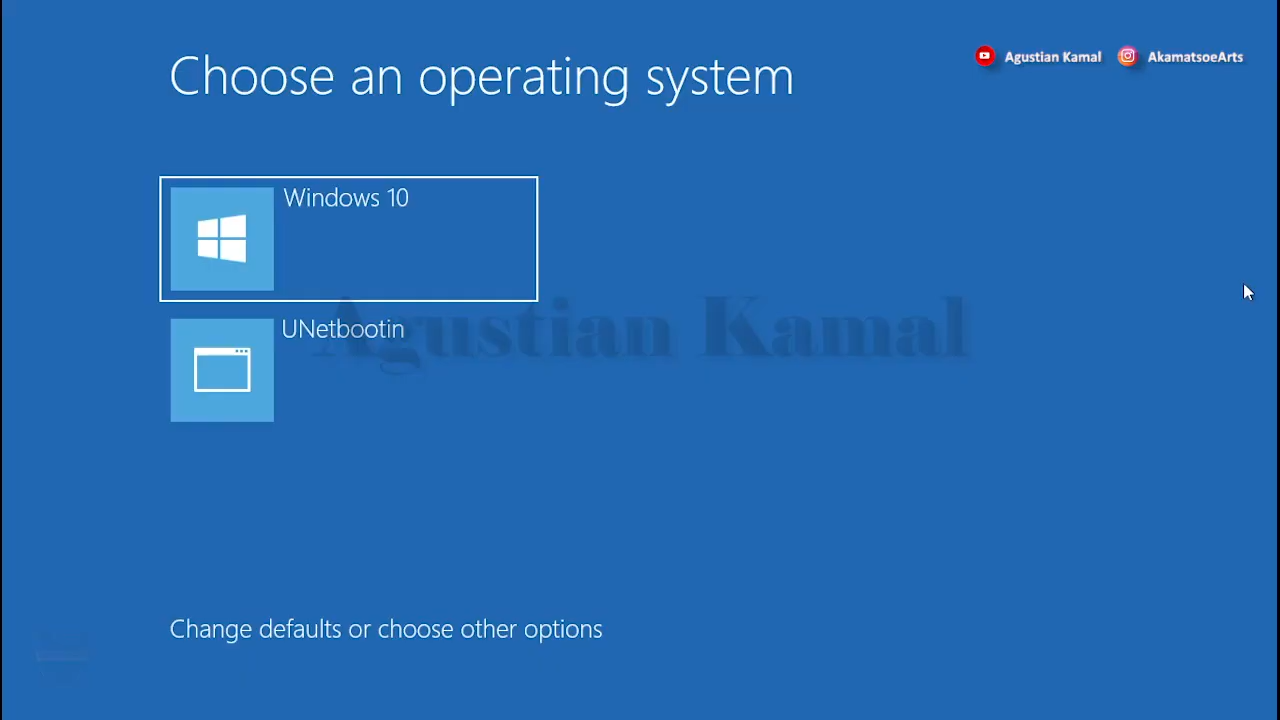 Choose an operating system
Agustian Kamal
AkamatsoeArts
Windows 10
UNetbootin
Agustian Kamal
Change defaults or choose other options